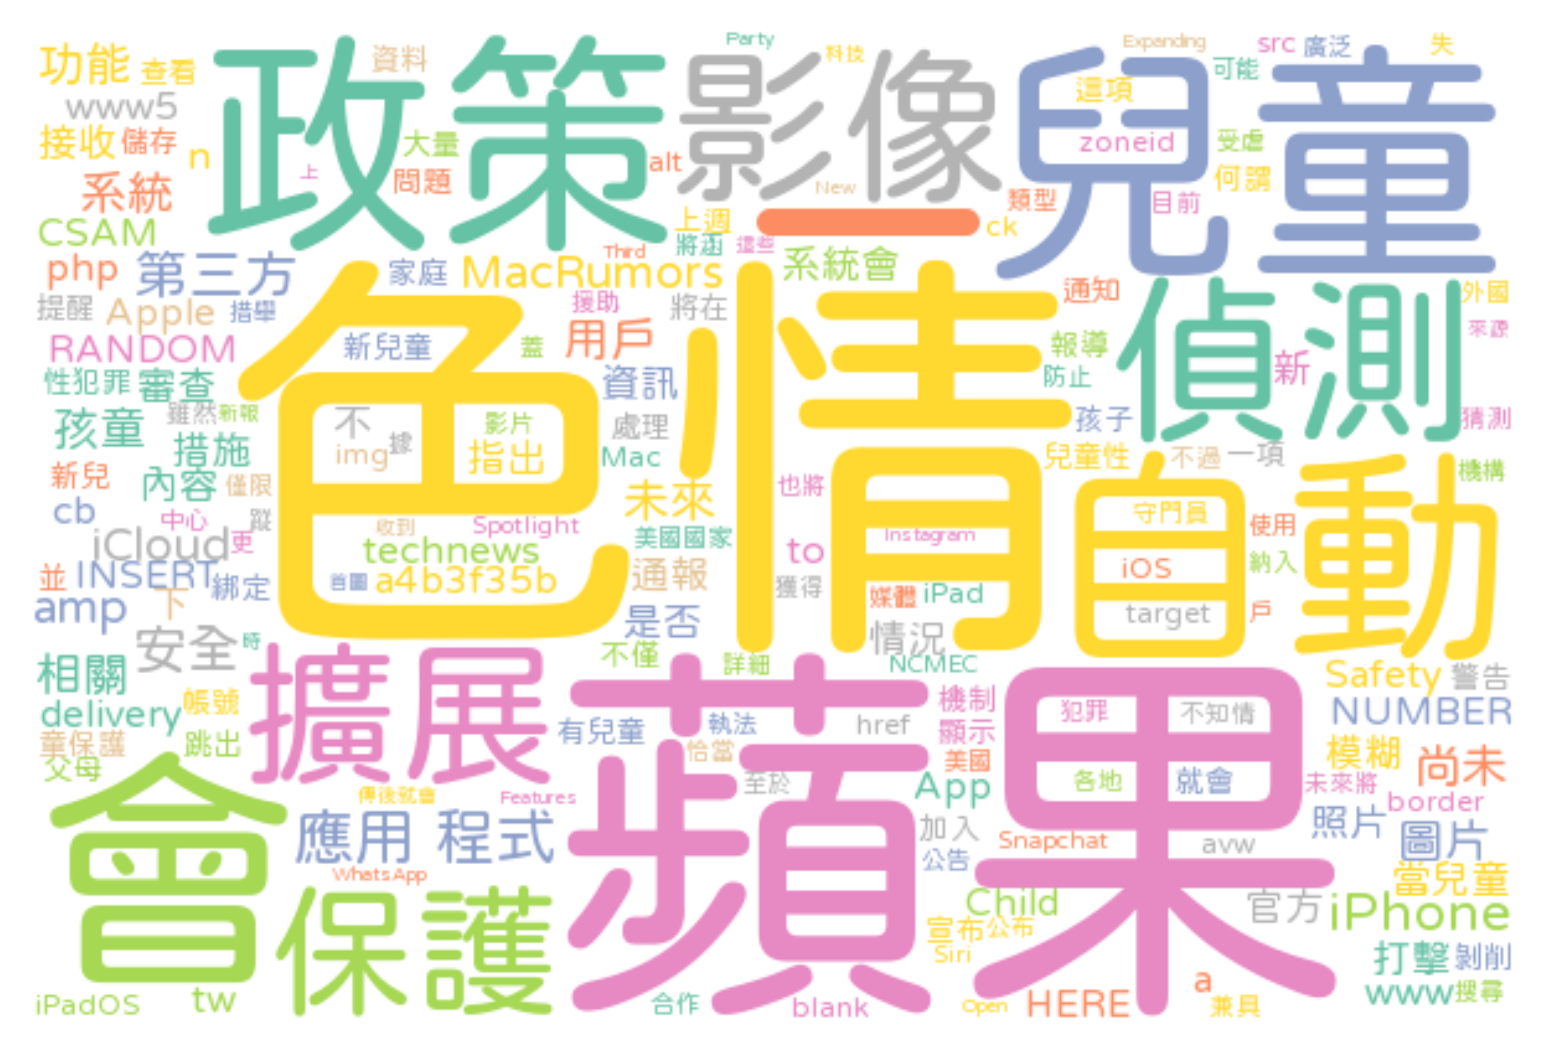 功能 查看 政策 資料 影像 Party 科技 兒童 Expanding src 廣泛 失
www5 大量 可能 這項
接收 儲存 n 上 問題 alt New zoneid 受虐 何謂
系統 上週 一 ck 類型 目前
CSAM 將涵 這些 Third
php 第三方 家庭 MacRumors 系統會 通知 偵測 外國
提醒 Apple 措舉 援助 將在 來源
RANDOM 新兒童 蓋 用戶 色情 報導 新
性犯罪 審查 資訊 防止
雖然 新報 不 影片 處理 孩子 猜測
孩童 措施 img 據 指出 Mac 兒童性 不過 一項
新兒 內容 僅限 未來 也將 自動 機構
cb 中心 蹤 收到 Spotlight 美國國家 Instagram 守門員 使用
iCloud 更 technews to iOS 納入
並 INSERT 綁定 首圖 a4b3f35b 通報 獲得 媒體 iPad
amp 下 是否 target 戶
安全 時 擴展 不僅 詳細 情況 NCMEC
相關 蘋果 Safety 警告
delivery 帳號 有兒童 執法 href 機制 顯示 犯罪 不知情 NUMBER
童保護 跳出 恰當 美國 模糊 尚未
父母 會 至於 App 各地 就會 未來將
傳後就會 Features border
應用 程式 加入 Snapchat avw 照片 圖片
WhatsApp 公告 當兒童
保護 Child 官方 iPhone
宣布 公布 Siri 打擊 剝削
iPadOS tw 合作 blank Open HERE a 兼具 www 搜尋